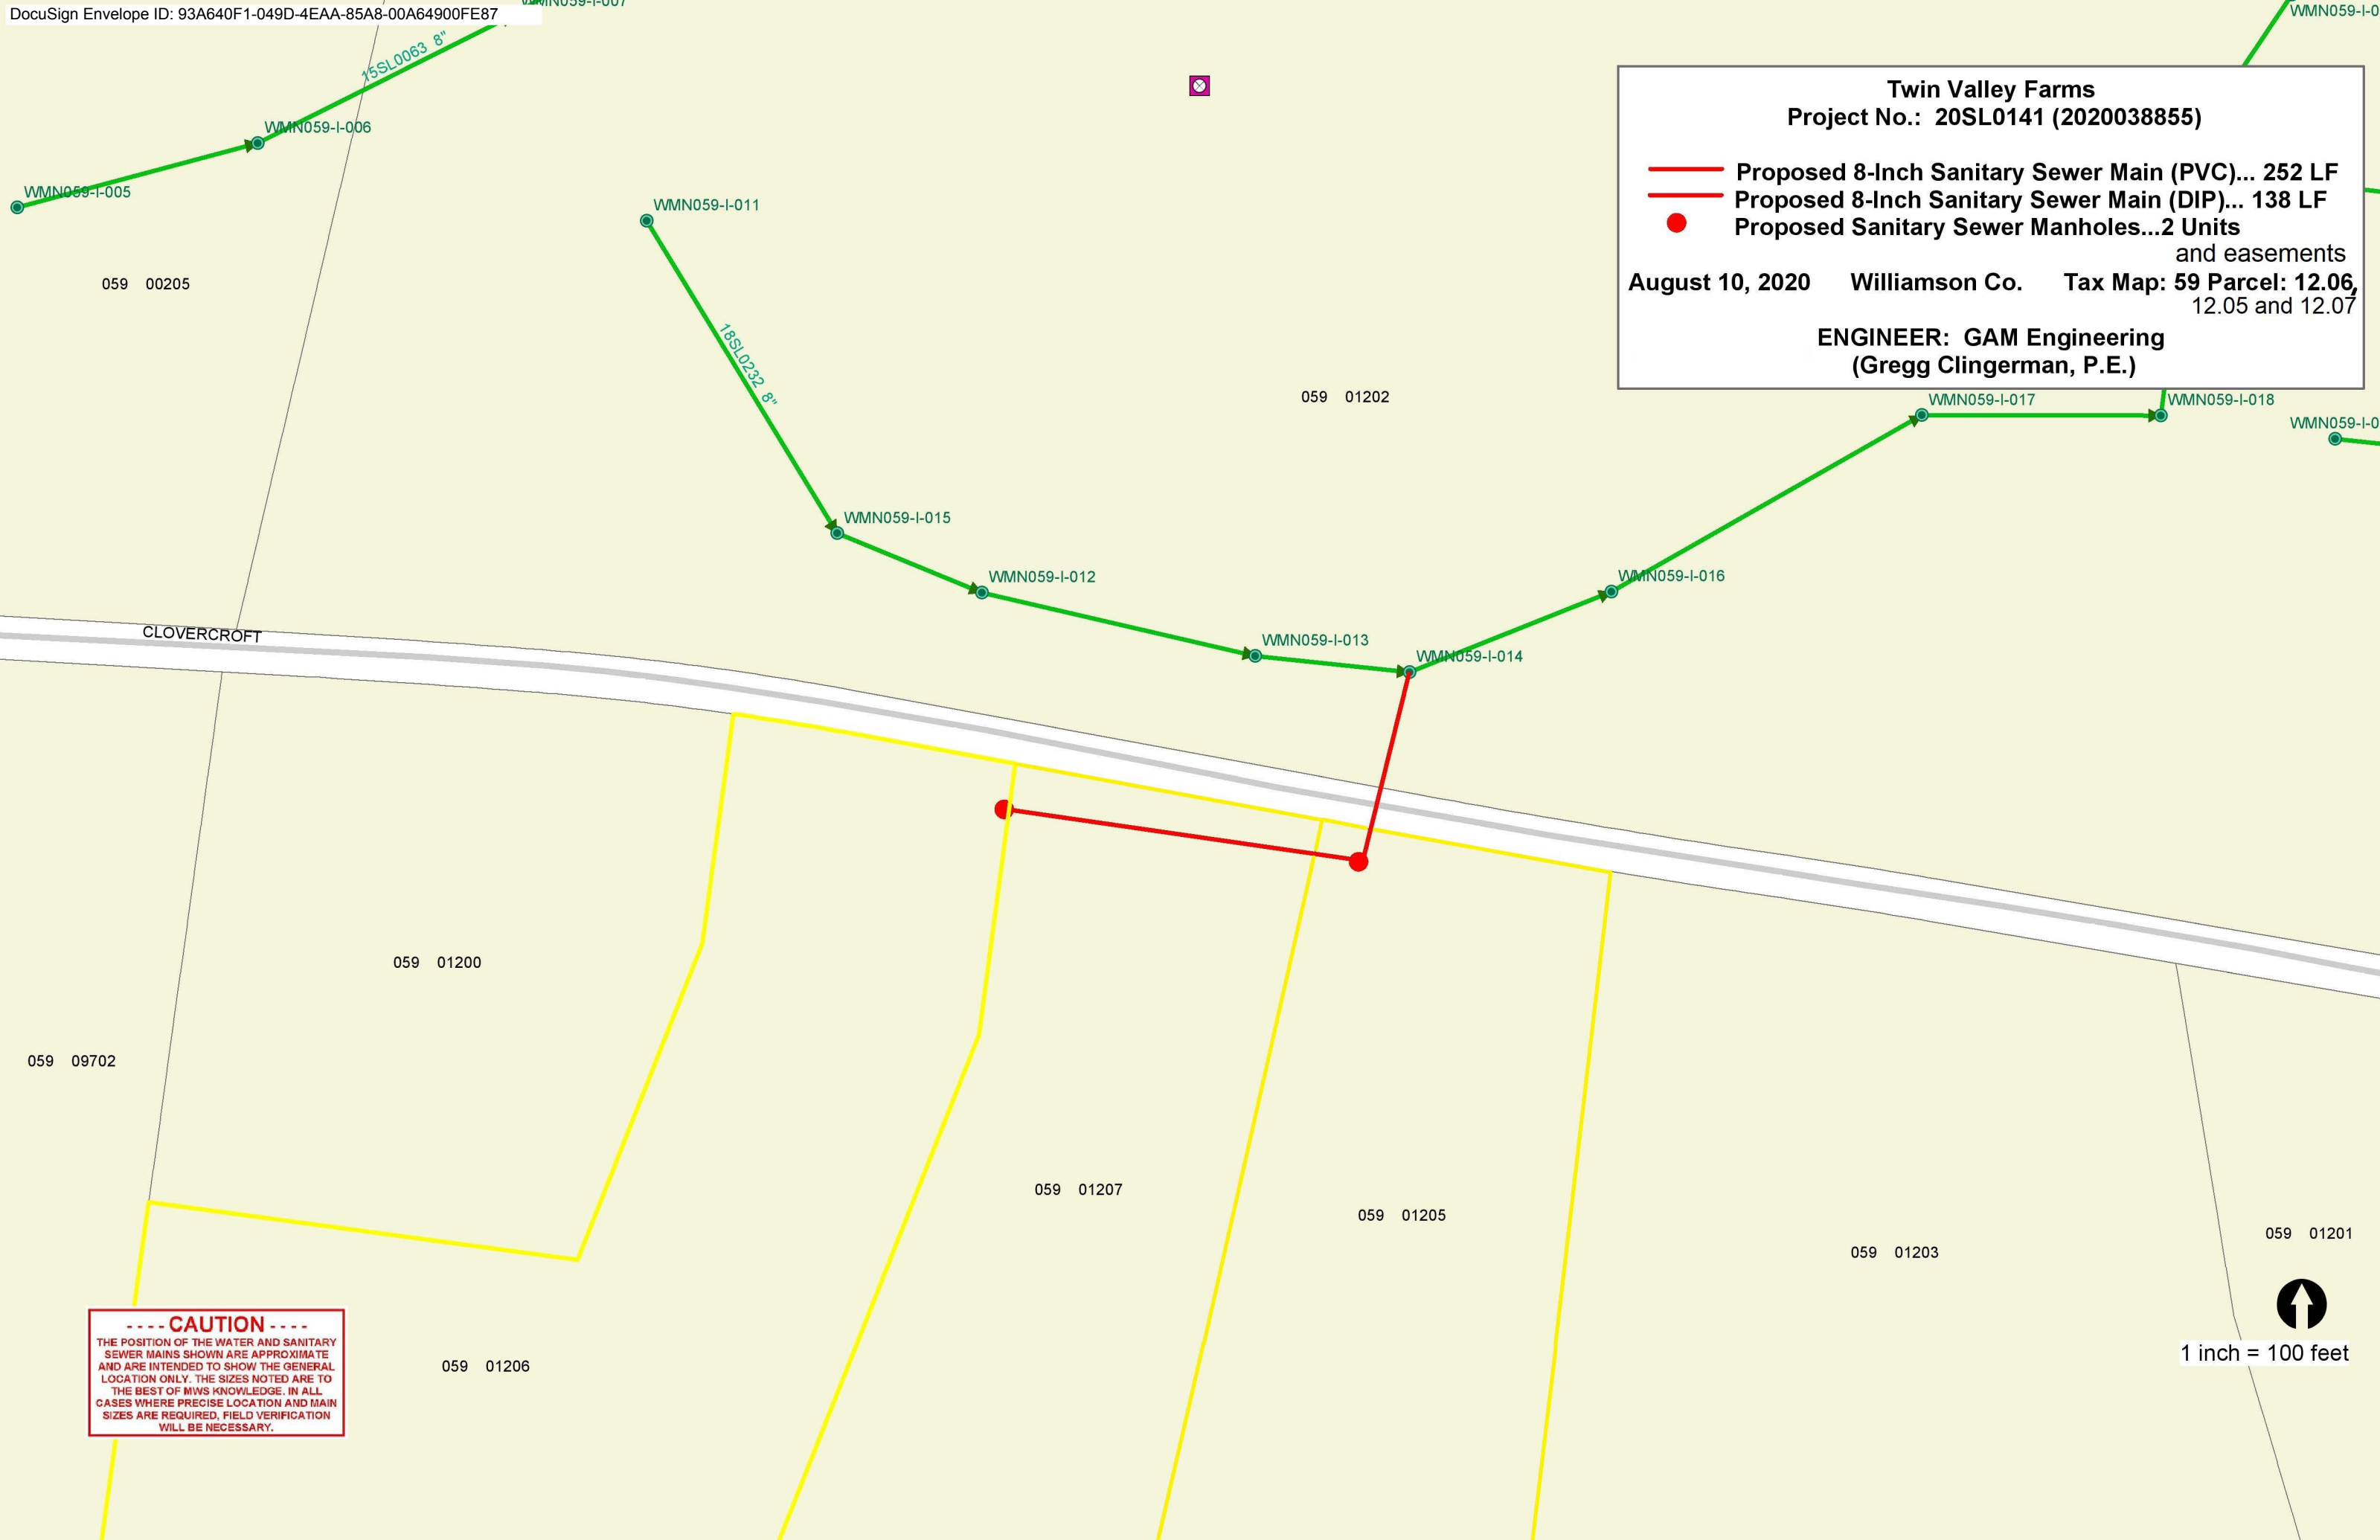 DocuSign Envelope ID: 93A640F1-049D-4EAA-85A8-00A64900FE87
WMN059-I-007
15SL0063 8"
WMN059-I-006
WMN059-I-005
059 00205
WMN059-I-011
18SL0232 8"
WMN059-I-015
WMN059-I-012
WMN059-I-013
WMN059-I-014
WMN059-I-016
WMN059-I-017
WMN059-I-018
WMN059-I-0
WMN059-I-0
059 01202
Twin Valley Farms
Project No.: 20SL0141 (2020038855)
Proposed 8-Inch Sanitary Sewer Main (PVC)... 252 LF
Proposed 8-Inch Sanitary Sewer Main (DIP)... 138 LF
Proposed Sanitary Sewer Manholes...2 Units
and easements
August 10, 2020 Williamson Co. Tax Map: 59 Parcel: 12.06,
12.05 and 12.07
ENGINEER: GAM Engineering
(Gregg Clingerman, P.E.)
CLOVERCROFT
059 01200
059 09702
059 01207
059 01205
059 01203
059 01201
059 01206
- - - - CAUTION - - - -
THE POSITION OF THE WATER AND SANITARY
SEWER MAINS SHOWN ARE APPROXIMATE
AND ARE INTENDED TO SHOW THE GENERAL
LOCATION ONLY. THE SIZES NOTED ARE TO
THE BEST OF MWS KNOWLEDGE. IN ALL
CASES WHERE PRECISE LOCATION AND MAIN
SIZES ARE REQUIRED, FIELD VERIFICATION
WILL BE NECESSARY.
1 inch = 100 feet